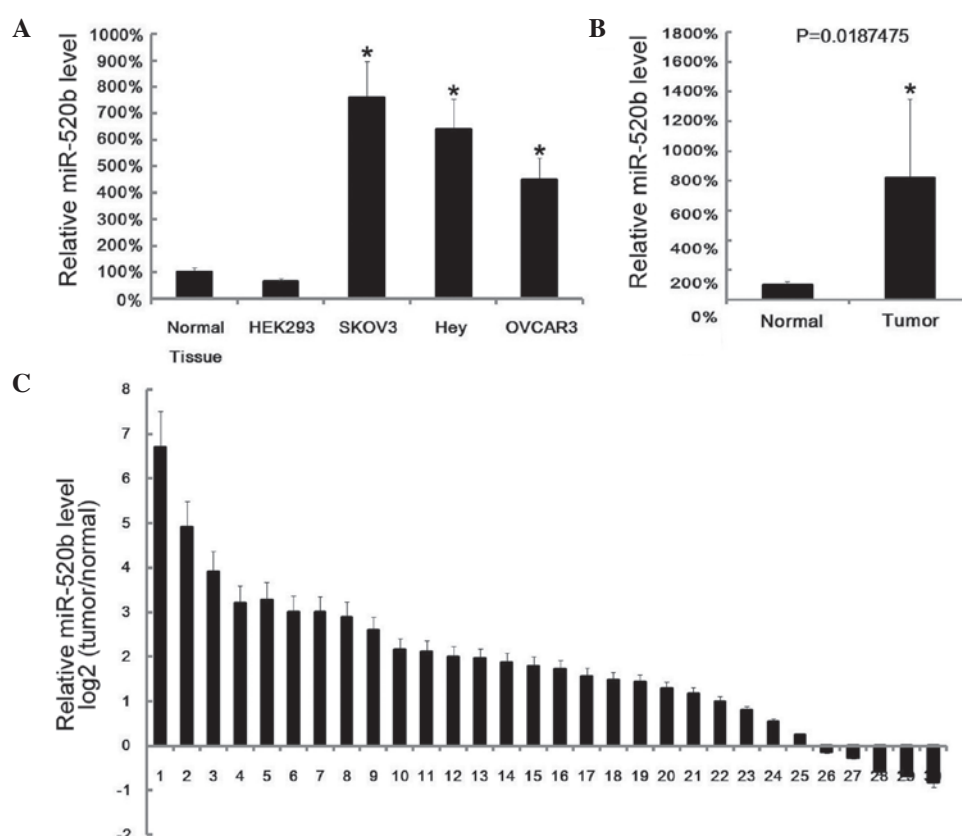 A
Relative miR-520b level
1000%
900%
800%
700%
600%
500%
400%
300%
200%
100%
0%
*
*
*
Normal Tissue
HEK293
SKOV3
Hey
OVCAR3
B
P=0.0187475
Relative miR-520b level
1800%
1600%
1400%
1200%
1000%
800%
600%
400%
200%
0%
*
Normal
Tumor
C
Relative miR-520b level
log2 (tumor/normal)
8
7
6
5
4
3
2
1
0
-1
-2
1 2 3 4 5 6 7 8 9 10 11 12 13 14 15 16 17 18 19 20 21 22 23 24 25 26 27 28 29